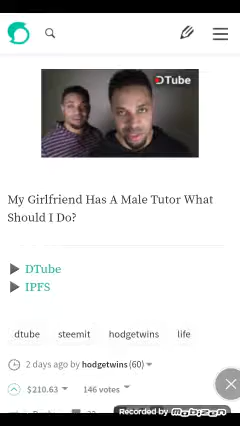 DTube
My Girlfriend Has A Male Tutor What
Should I Do?
DTube
IPFS
dtube steemit hodgetwins life
2 days ago by hodgetwins (60)
$210.63 146 votes
Recorded by mobizen